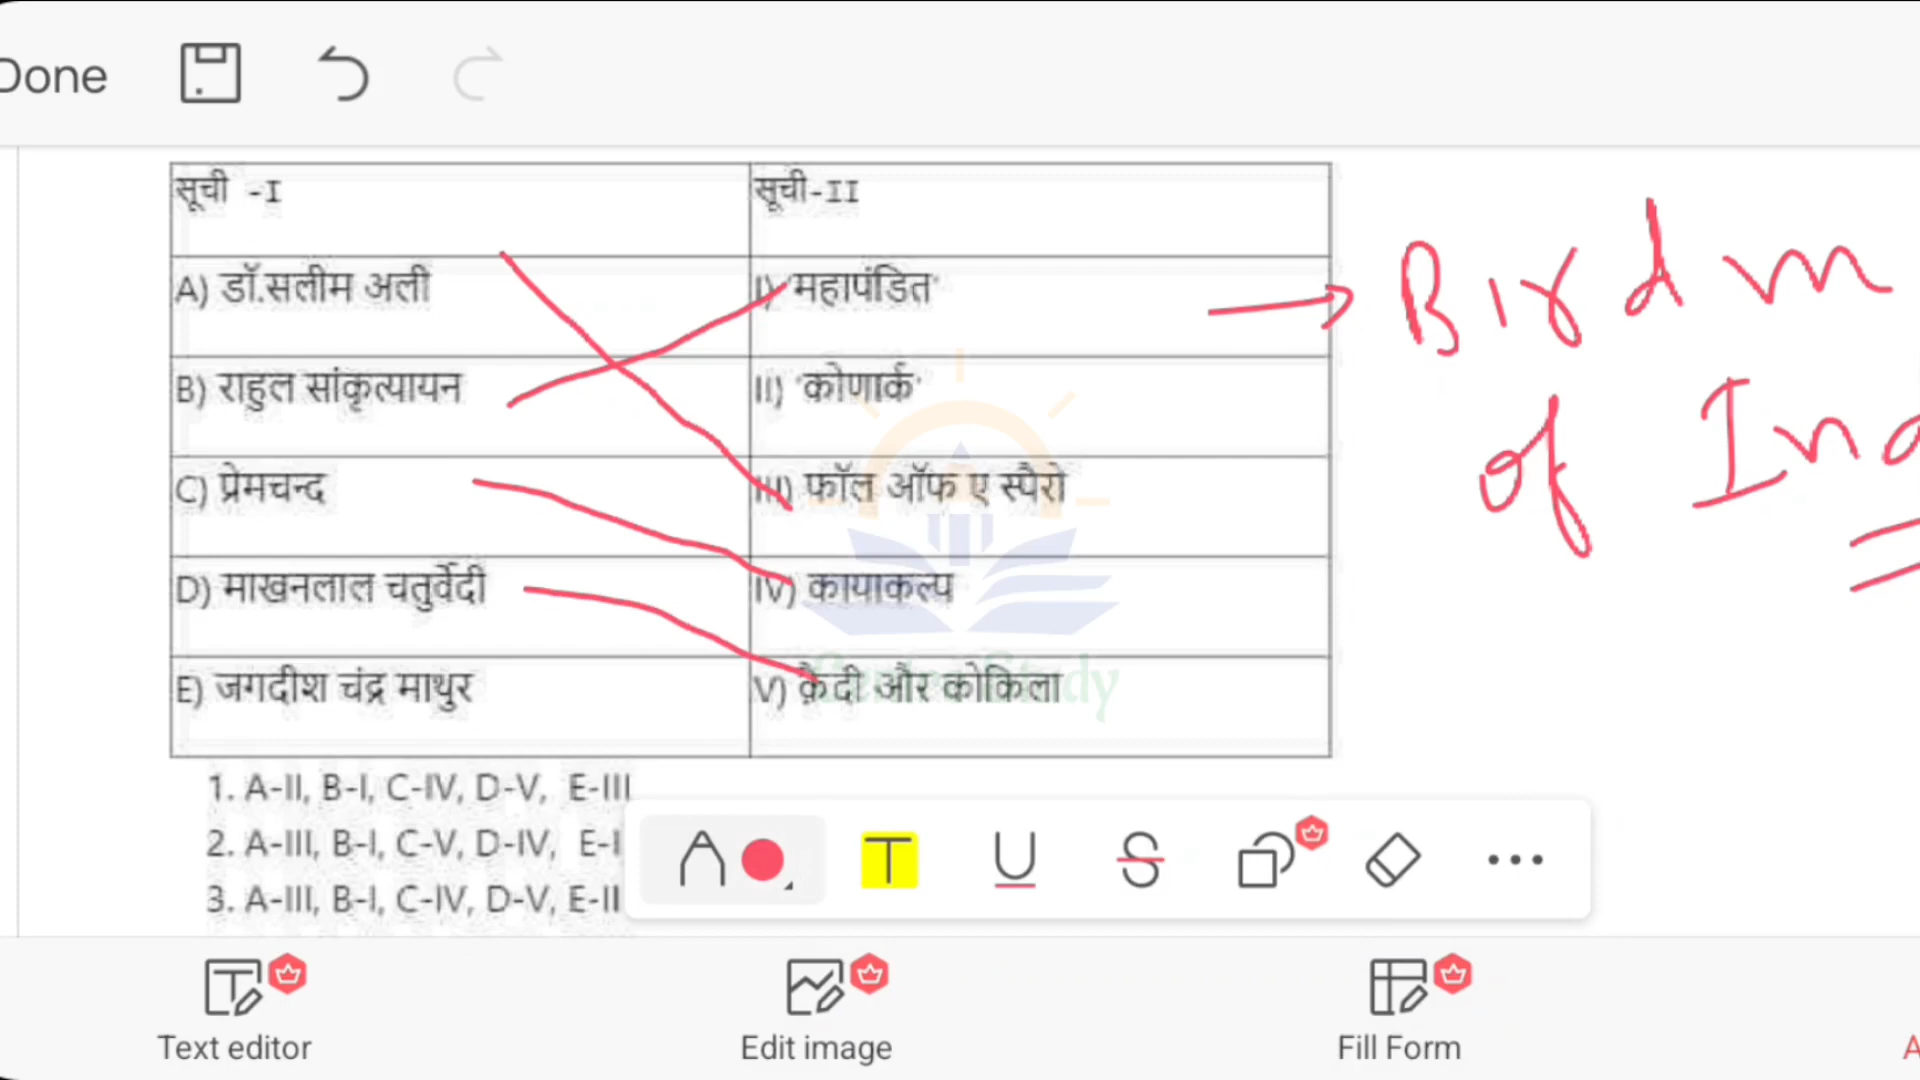 Done
सूची -I
सूची-II
A) डॉ.सलीम अली
I) 'महापंडित'
B) राहुल सांकृत्यायन
II) 'कोणार्क'
C) प्रेमचन्द
III) फॉल ऑफ ए स्पैरो
D) माखनलाल चतुर्वेदी
IV) कायाकल्प
E) जगदीश चंद्र माथुर
V) क़ैदी और कोकिला
Birdm
of Ind
1. A-II, B-I, C-IV, D-V, E-III
2. A-III, B-I, C-V, D-IV, E-I
3. A-III, B-I, C-IV, D-V, E-II
Text editor
Edit image
Fill Form
A